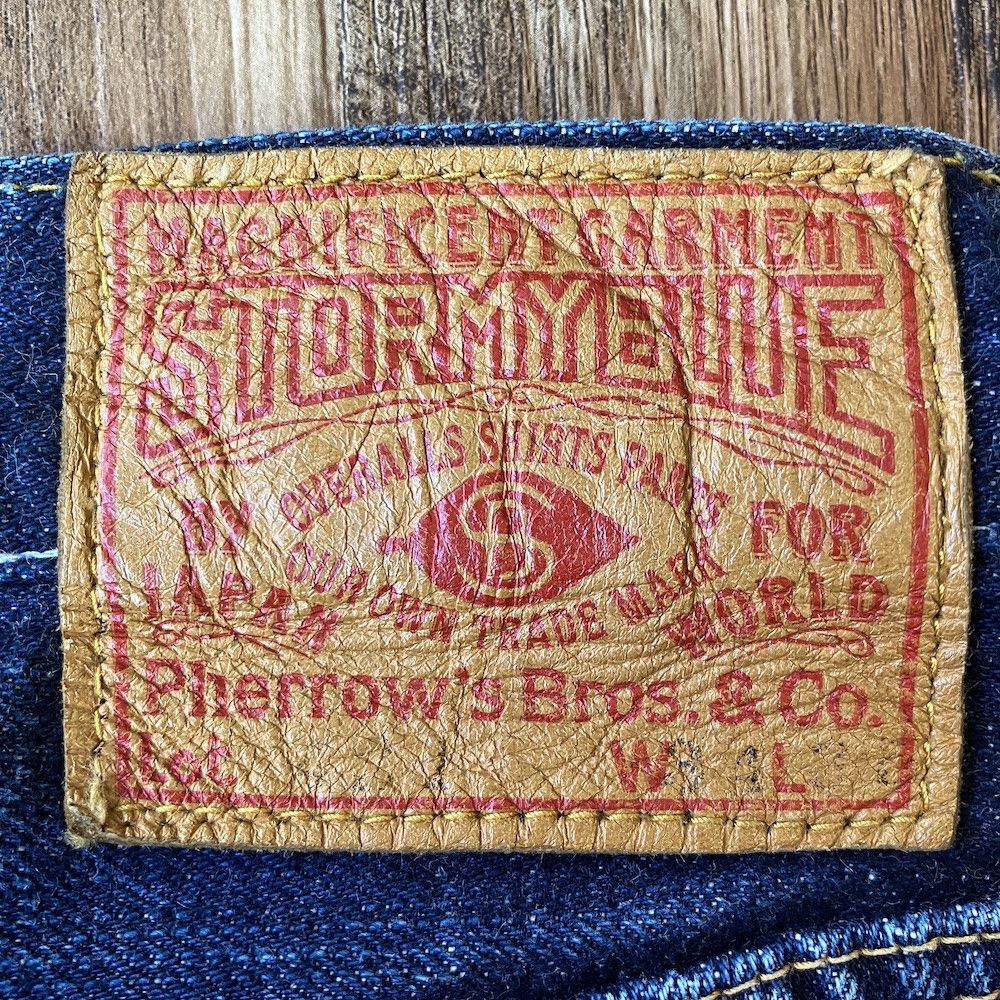 MAGNIFICENT GARMENT
STORMY BLUE
OVERALLS SHIRTS PANTS
BY FOR
S
OUR OWN TRADE MARK
JAPAN WORLD
Pherrow's Bros. & Co.
Lot W L